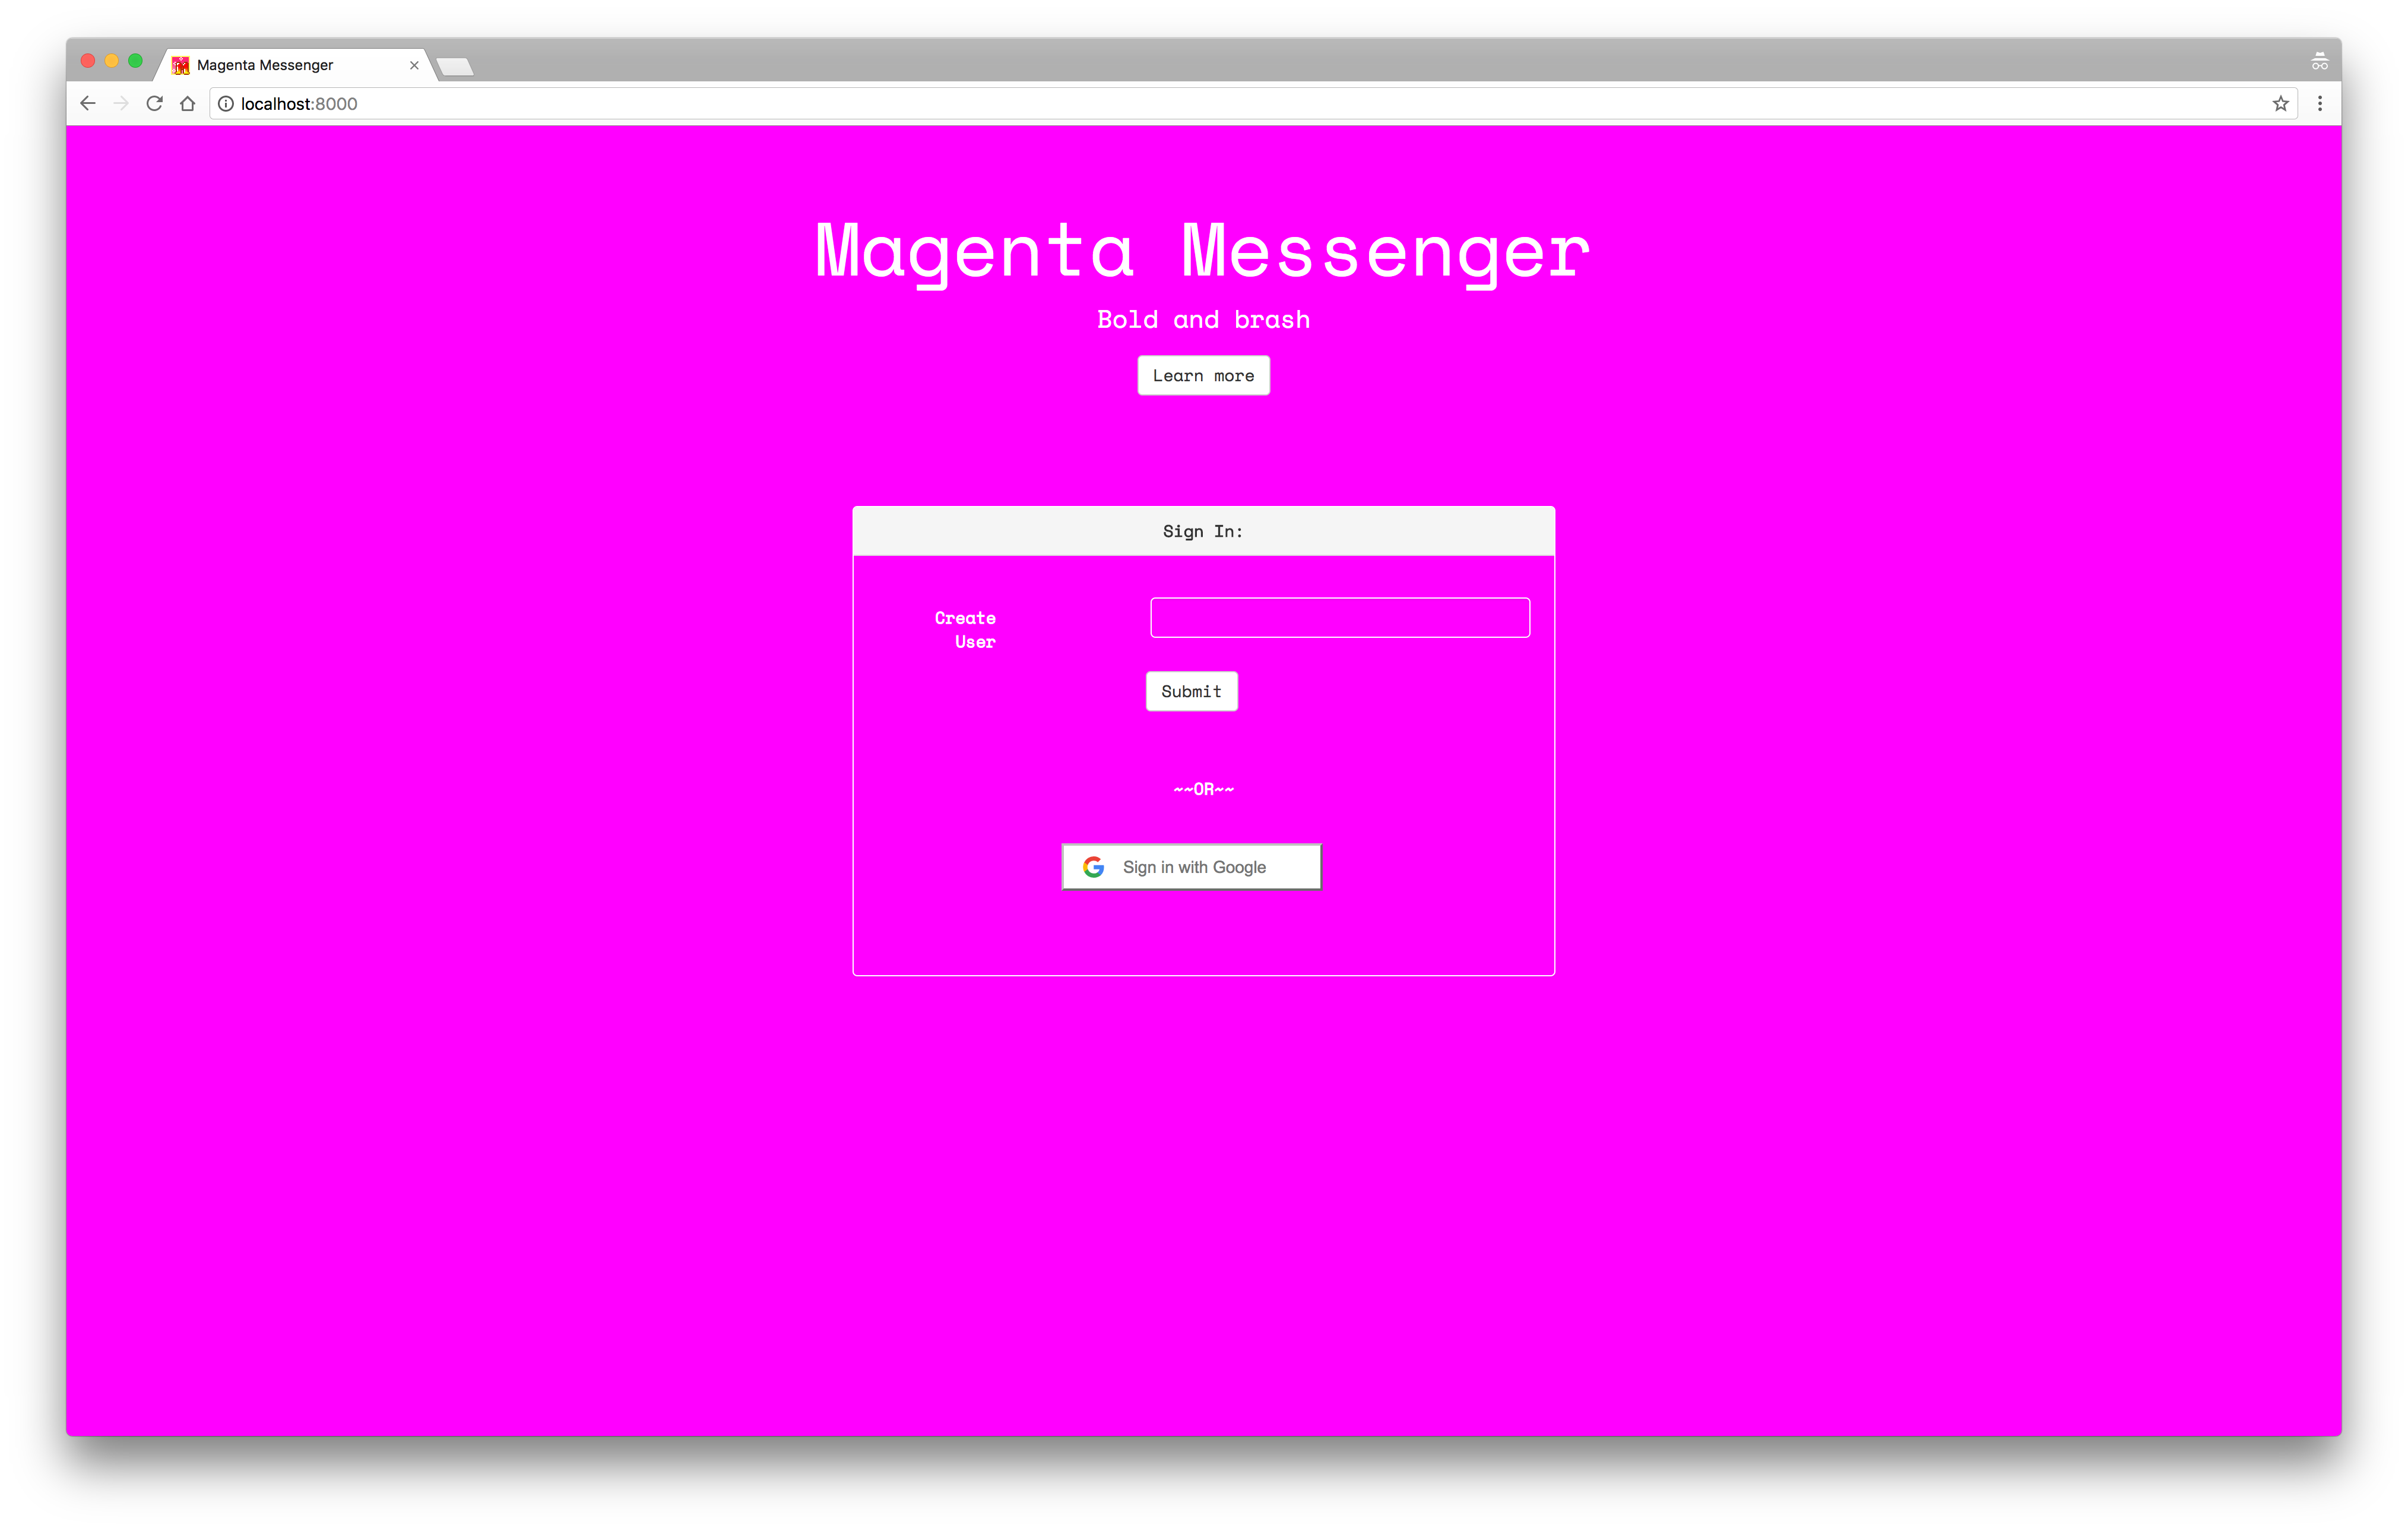 Magenta Messenger
localhost:8000
Magenta Messenger
Bold and brash
Learn more
Sign In:
Create
User
Submit
~~OR~~
Sign in with Google